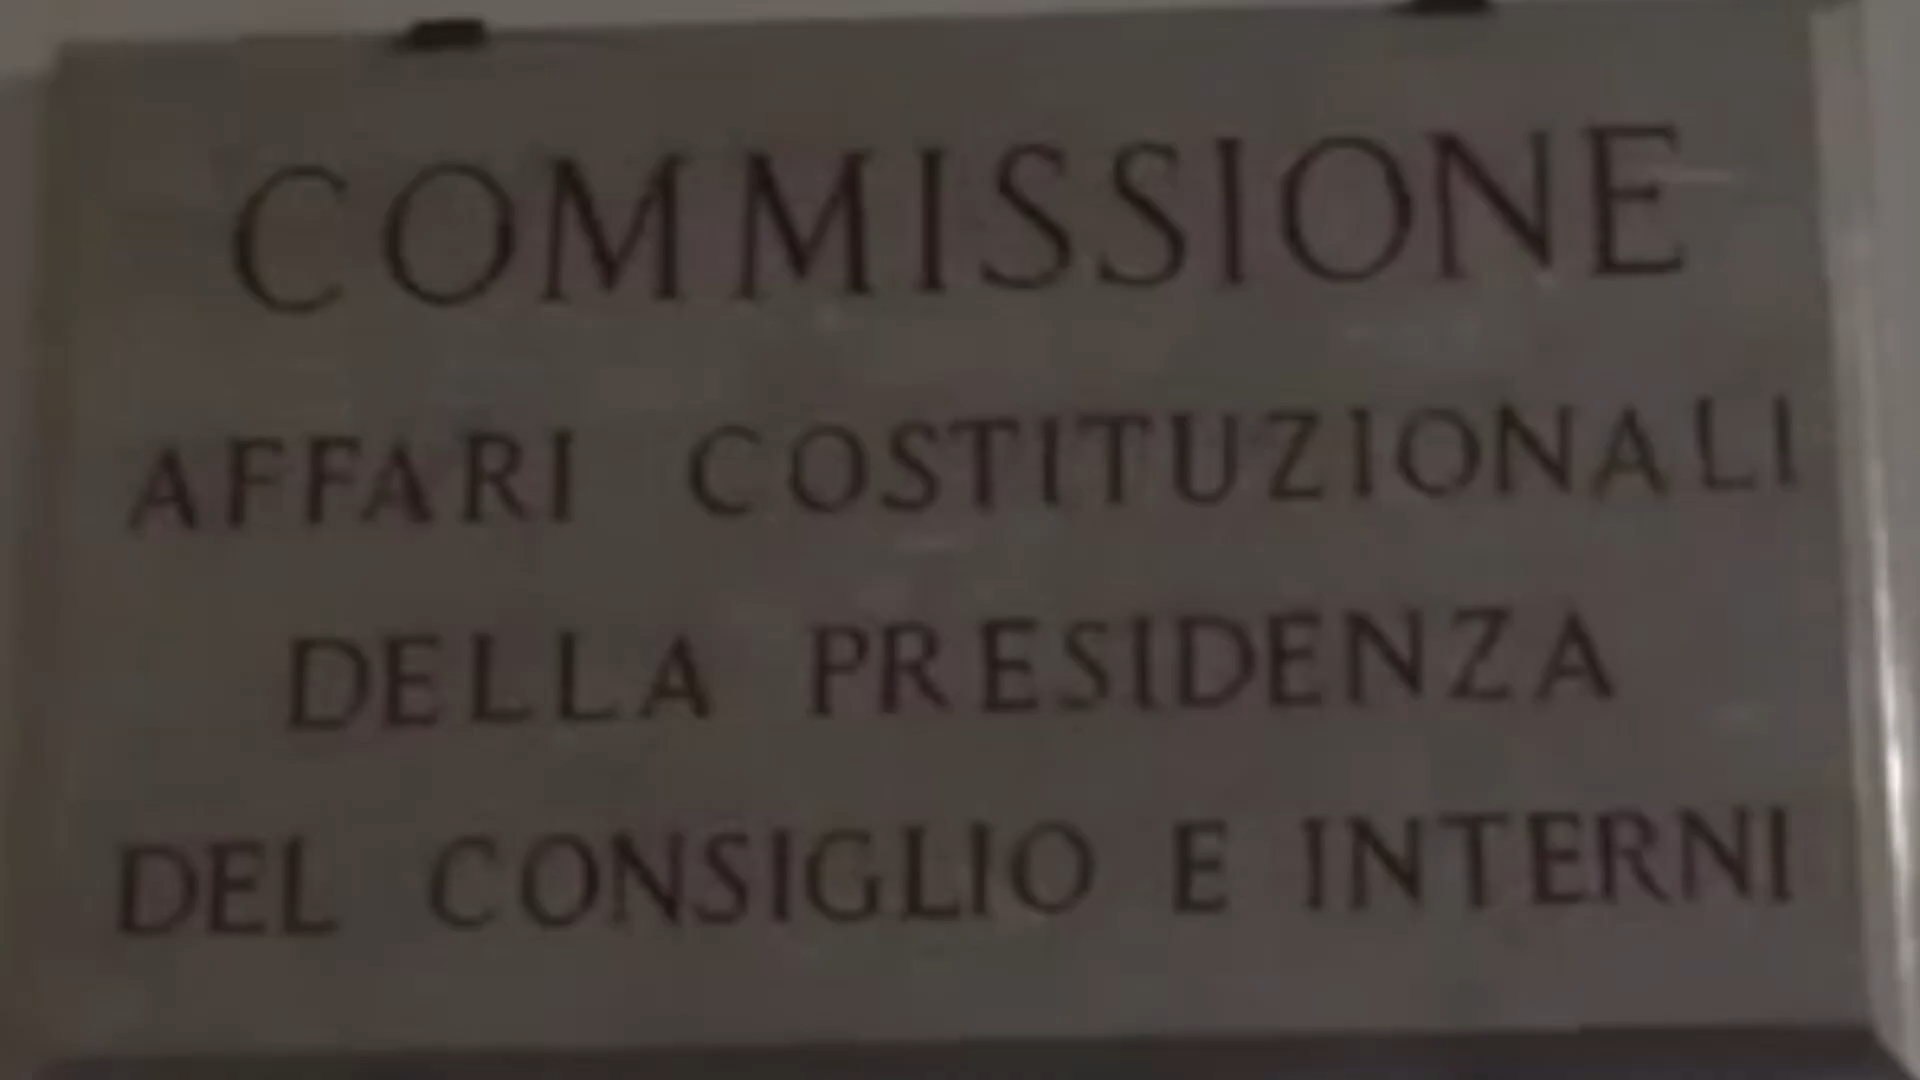 COMMISSIONE
AFFARI COSTITUZIONALI
DELLA PRESIDENZA
DEL CONSIGLIO E INTERNI